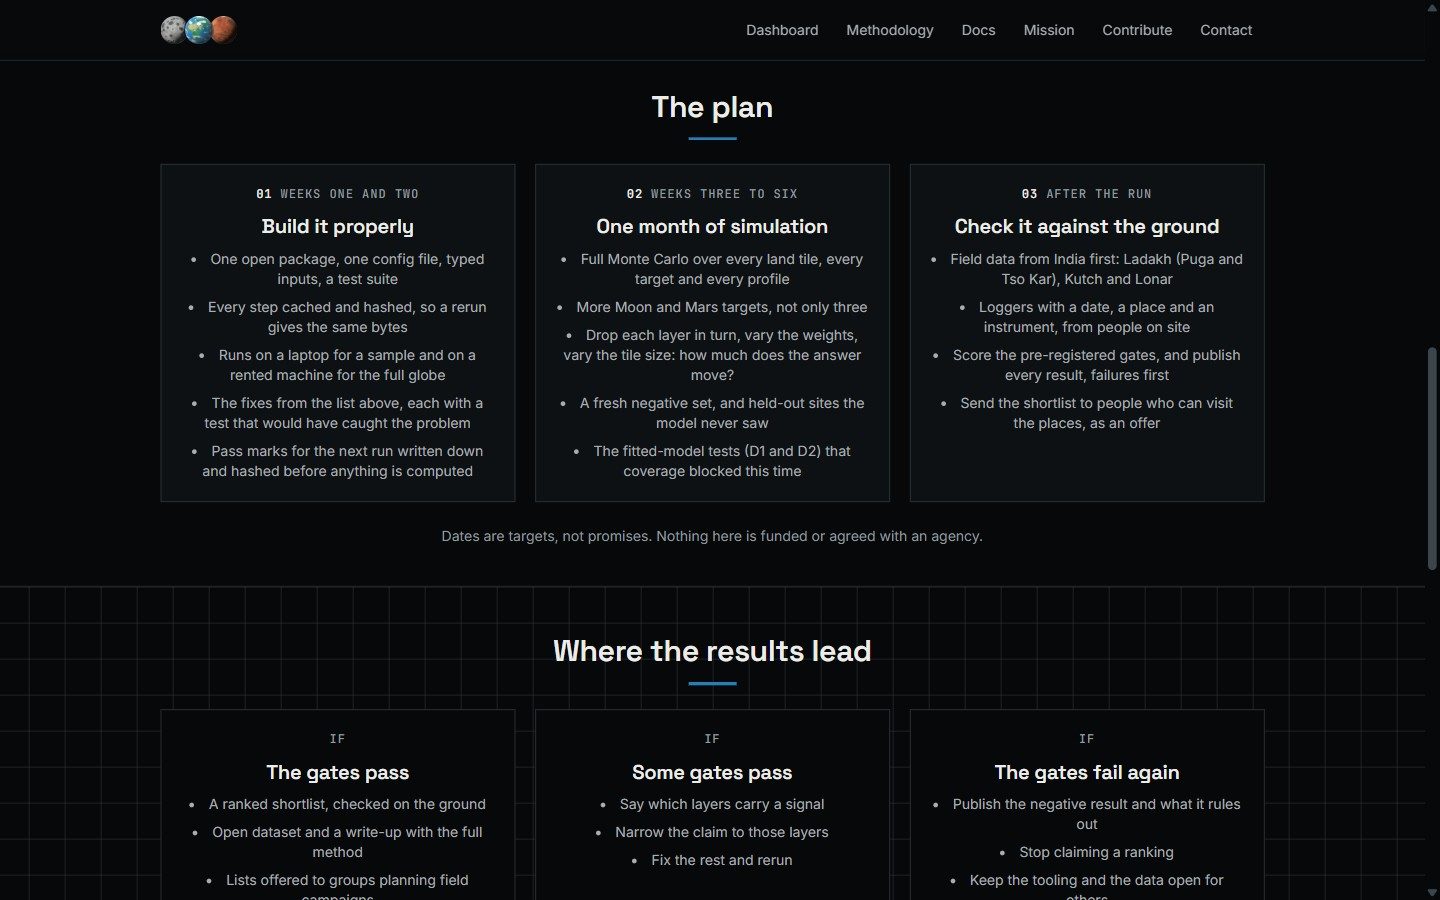 Dashboard Methodology Docs Mission Contribute Contact
The plan
01 WEEKS ONE AND TWO
Build it properly
• One open package, one config file, typed
inputs, a test suite
• Every step cached and hashed, so a rerun
gives the same bytes
• Runs on a laptop for a sample and on a
rented machine for the full globe
• The fixes from the list above, each with a
test that would have caught the problem
• Pass marks for the next run written down
and hashed before anything is computed
02 WEEKS THREE TO SIX
One month of simulation
• Full Monte Carlo over every land tile, every
target and every profile
• More Moon and Mars targets, not only three
• Drop each layer in turn, vary the weights,
vary the tile size: how much does the answer
move?
• A fresh negative set, and held-out sites the
model never saw
• The fitted-model tests (D1 and D2) that
coverage blocked this time
03 AFTER THE RUN
Check it against the ground
• Field data from India first: Ladakh (Puga and
Tso Kar), Kutch and Lonar
• Loggers with a date, a place and an
instrument, from people on site
• Score the pre-registered gates, and publish
every result, failures first
• Send the shortlist to people who can visit
the places, as an offer
Dates are targets, not promises. Nothing here is funded or agreed with an agency.
Where the results lead
IF
The gates pass
• A ranked shortlist, checked on the ground
• Open dataset and a write-up with the full
method
• Lists offered to groups planning field
campaigns
IF
Some gates pass
• Say which layers carry a signal
• Narrow the claim to those layers
• Fix the rest and rerun
IF
The gates fail again
• Publish the negative result and what it rules
out
• Stop claiming a ranking
• Keep the tooling and the data open for
others